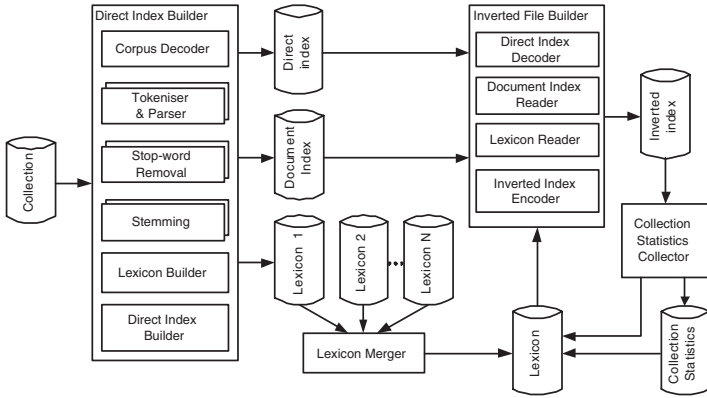 Direct Index Builder
Corpus Decoder
Tokeniser
& Parser
Stop-word
Removal
Stemming
Lexicon Builder
Direct Index
Builder
Collection
Direct
index
Document
Index
Lexicon 1
Lexicon 2
Lexicon N
Lexicon Merger
Inverted File Builder
Direct Index
Decoder
Document Index
Reader
Lexicon Reader
Inverted Index
Encoder
Lexicon
Inverted
index
Collection
Statistics
Collector
Collection
Statistics